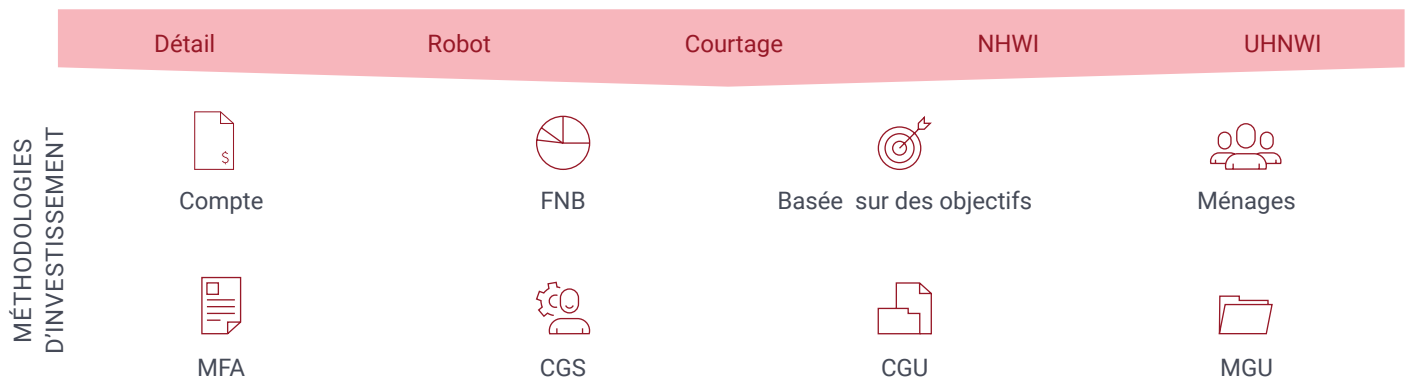 Détail Robot Courtage NHWI UHNWI
MÉTHODOLOGIES
D'INVESTISSEMENT
$
Compte FNB Basée sur des objectifs Ménages
MFA CGS CGU MGU